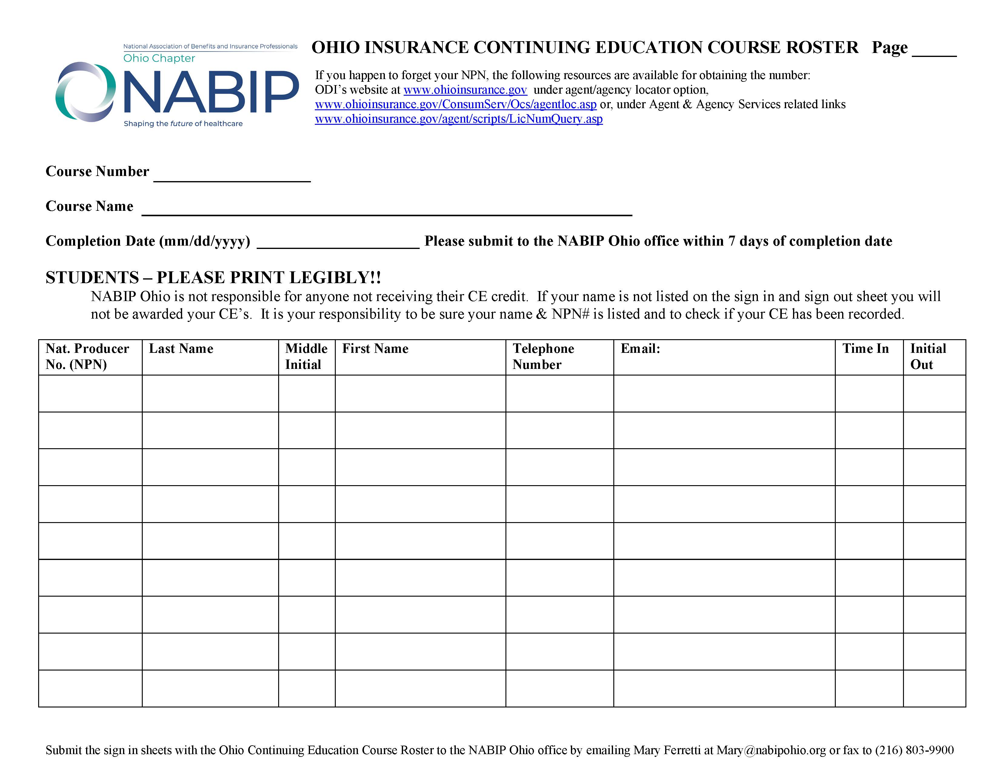 National Association of Benefits and Insurance Professionals
Ohio Chapter
NABIP
Shaping the future of healthcare
OHIO INSURANCE CONTINUING EDUCATION COURSE ROSTER Page _____
If you happen to forget your NPN, the following resources are available for obtaining the number:
ODI’s website at www.ohioinsurance.gov under agent/agency locator option,
www.ohioinsurance.gov/ConsumServ/Ocs/agentloc.asp or, under Agent & Agency Services related links
www.ohioinsurance.gov/agent/scripts/LicNumQuery.asp
Course Number
Course Name
Completion Date (mm/dd/yyyy) Please submit to the NABIP Ohio office within 7 days of completion date
STUDENTS – PLEASE PRINT LEGIBLY!!
NABIP Ohio is not responsible for anyone not receiving their CE credit. If your name is not listed on the sign in and sign out sheet you will
not be awarded your CE’s. It is your responsibility to be sure your name & NPN# is listed and to check if your CE has been recorded.
Nat. Producer No. (NPN)
Last Name
Middle Initial
First Name
Telephone Number
Email:
Time In
Initial Out
Submit the sign in sheets with the Ohio Continuing Education Course Roster to the NABIP Ohio office by emailing Mary Ferretti at Mary@nabipohio.org or fax to (216) 803-9900